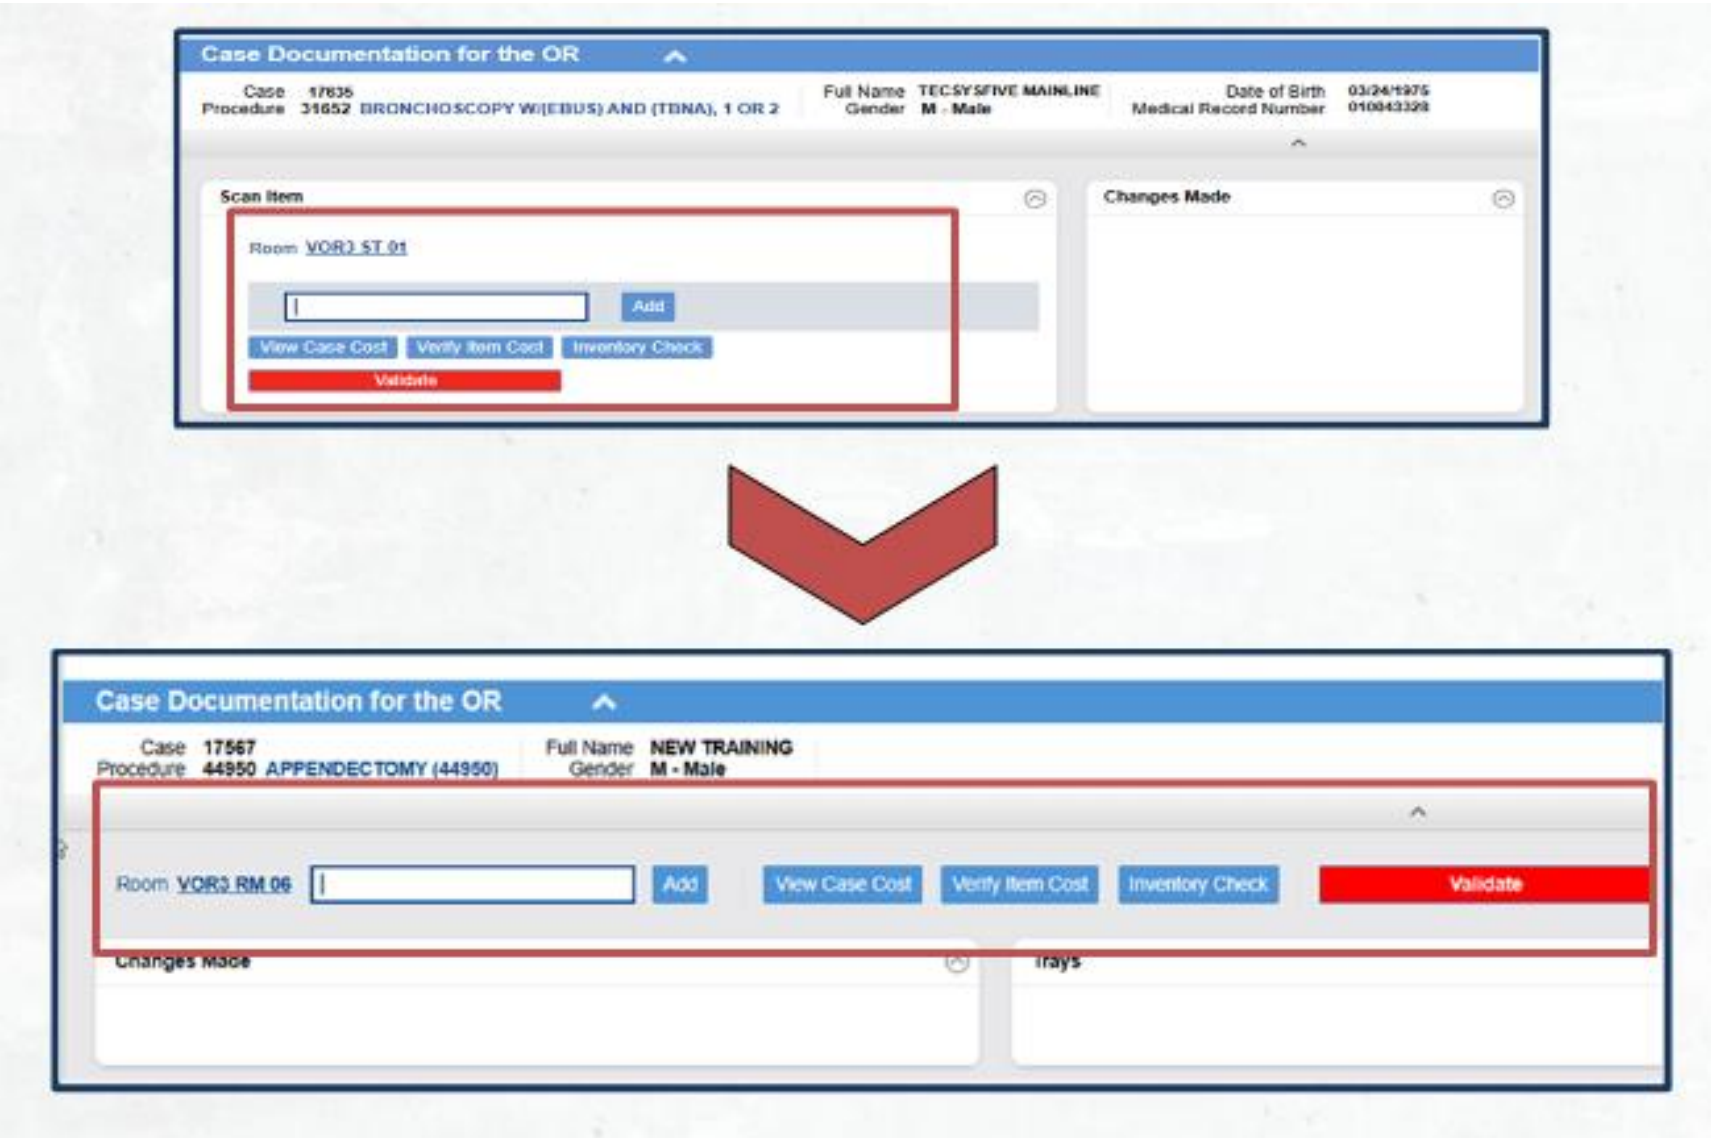 Case Documentation for the OR
Case 17635 Full Name TECSYSFIVE MAINLINE Date of Birth 03/24/1975
Procedure 31652 BRONCHOSCOPY W/(EBUS) AND (TBNA), 1 OR 2 Gender M - Male Medical Record Number 010043328
Scan Item Changes Made
Room VOR3 ST 01
Add
View Case Cost Verify Item Cost Inventory Check
Validate
Case Documentation for the OR
Case 17567 Full Name NEW TRAINING
Procedure 44950 APPENDECTOMY (44950) Gender M - Male
Room VOR3 RM 06 Add View Case Cost Verify Item Cost Inventory Check Validate
Changes Made Trays